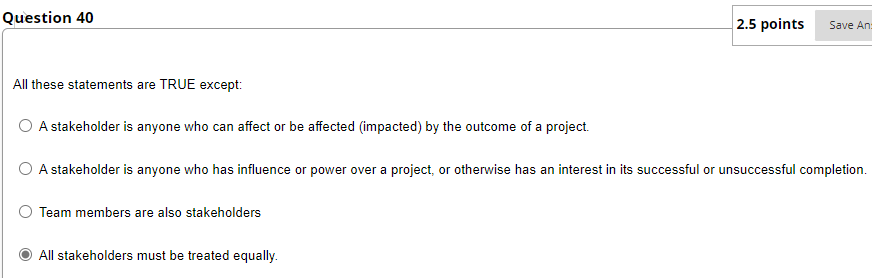 Question 40
2.5 points
Save An
All these statements are TRUE except:
A stakeholder is anyone who can affect or be affected (impacted) by the outcome of a project.
A stakeholder is anyone who has influence or power over a project, or otherwise has an interest in its successful or unsuccessful completion.
Team members are also stakeholders
All stakeholders must be treated equally.